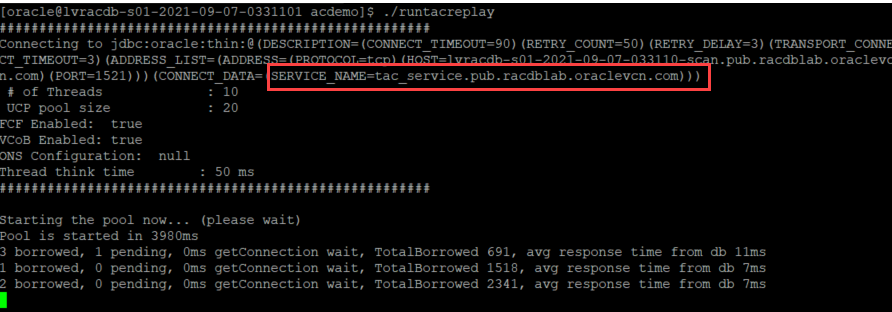 [oracle@lvracdb-s01-2021-09-07-0331101 acdemo]$ ./runtacreplay
######################################################
Connecting to jdbc:oracle:thin:@(DESCRIPTION=(CONNECT_TIMEOUT=90)(RETRY_COUNT=50)(RETRY_DELAY=3)(TRANSPORT_CONNE
CT_TIMEOUT=3)(ADDRESS_LIST=(ADDRESS=(PROTOCOL=tcp)(HOST=lvracdb-s01-2021-09-07-033110-scan.pub.racdblab.oraclevc
n.com)(PORT=1521)))(CONNECT_DATA=(SERVICE_NAME=tac_service.pub.racdblab.oraclevcn.com)))
# of Threads : 10
UCP pool size : 20
FCF Enabled: true
VCoB Enabled: true
ONS Configuration: null
Thread think time : 50 ms
######################################################
Starting the pool now... (please wait)
Pool is started in 3980ms
3 borrowed, 1 pending, 0ms getConnection wait, TotalBorrowed 691, avg response time from db 11ms
1 borrowed, 0 pending, 0ms getConnection wait, TotalBorrowed 1518, avg response time from db 7ms
2 borrowed, 0 pending, 0ms getConnection wait, TotalBorrowed 2341, avg response time from db 7ms